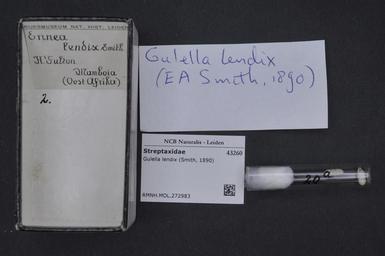 RIJKSMUSEUM NAT. HIST. LEIDEN
Ennea
lendix Smith
H. Fulton
Mamboia
(Oost Afrika)
2.
Gulella lendix
(EA Smith, 1890)
NCB Naturalis - Leiden
Streptaxidae 43260
Gulella lendix (Smith, 1890)
RMNH.MOL.272983
20a